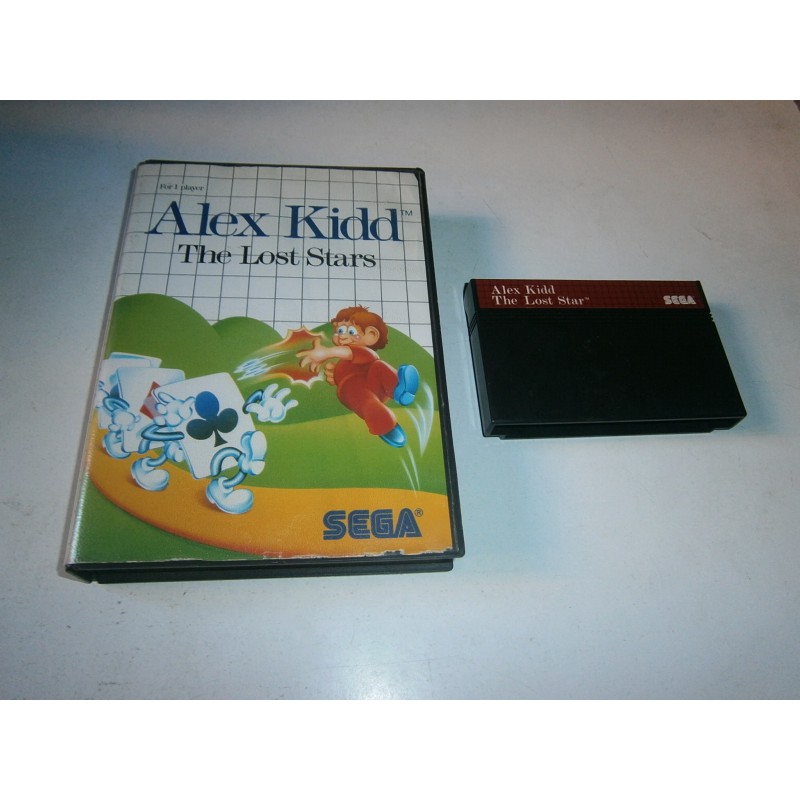 For 1 player
Alex Kidd™
The Lost Stars
SEGA®
Alex Kidd
The Lost Star™
SEGA